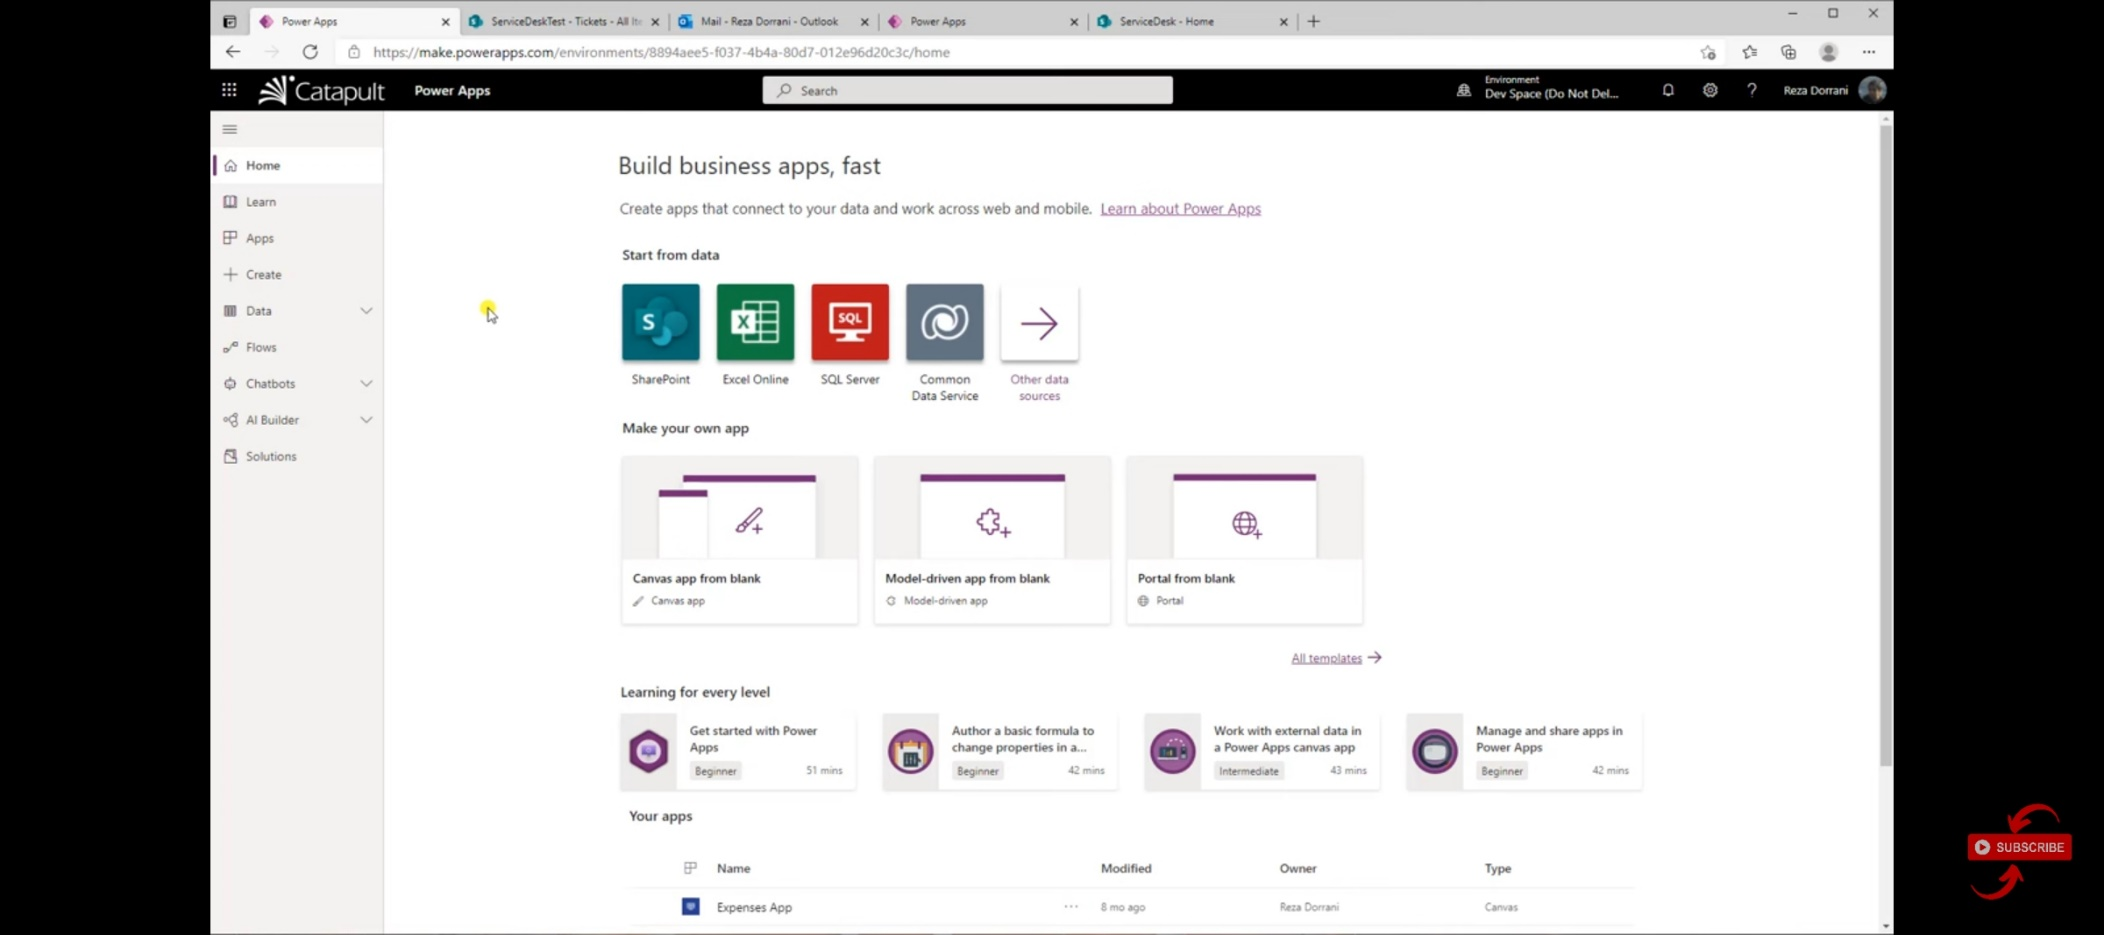 Power Apps
ServiceDeskTest - Tickets - All Ite
Mail - Reza Dorrani - Outlook
Power Apps
ServiceDesk - Home
https://make.powerapps.com/environments/8894aee5-f037-4b4a-80d7-012e96d20c3c/home
Catapult
Power Apps
Search
Environment
Dev Space (Do Not Del...
Reza Dorrani
Home
Learn
Apps
Create
Data
Flows
Chatbots
AI Builder
Solutions
Build business apps, fast
Create apps that connect to your data and work across web and mobile. Learn about Power Apps
Start from data
S
X
SQL
SharePoint
Excel Online
SQL Server
Common
Data Service
Other data
sources
Make your own app
Canvas app from blank
Canvas app
Model-driven app from blank
Model-driven app
Portal from blank
Portal
All templates
Learning for every level
Get started with Power
Apps
Beginner 51 mins
Author a basic formula to
change properties in a...
Beginner 42 mins
Work with external data in
a Power Apps canvas app
Intermediate 43 mins
Manage and share apps in
Power Apps
Beginner 42 mins
Your apps
Name Modified Owner Type
Expenses App ... 8 mo ago Reza Dorrani Canvas
SUBSCRIBE